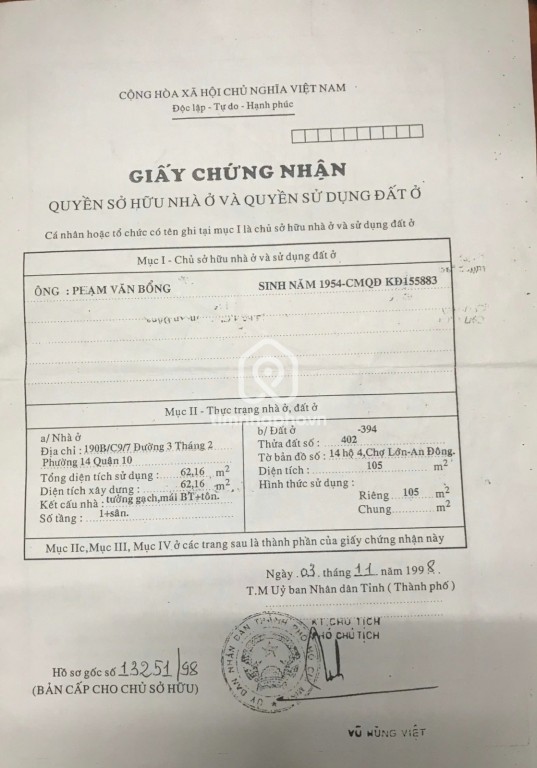 CỘNG HÒA XÃ HỘI CHỦ NGHĨA VIỆT NAM
Độc lập - Tự do - Hạnh phúc
GIẤY CHỨNG NHẬN
QUYỀN SỞ HỮU NHÀ Ở VÀ QUYỀN SỬ DỤNG ĐẤT Ở
Cá nhân hoặc tổ chức có tên ghi tại mục I là chủ sở hữu nhà ở và sử dụng đất ở
Mục I - Chủ sở hữu nhà ở và sử dụng đất ở
ÔNG : PHẠM VĂN BỔNG SINH NĂM 1954-CMQĐ KĐ155883
Mục II - Thực trạng nhà ở, đất ở
a/ Nhà ở
Địa chỉ : 190B/C9/7 Đường 3 Tháng 2
Phường 14 Quận 10
Tổng diện tích sử dụng : 62,16 m2
Diện tích xây dựng : 62,16 m2
Kết cấu nhà : tường gạch,mái BT+tôn.
Số tầng : 1+sân.
b/ Đất ở -394
Thửa đất số : 402
Tờ bản đồ số : 14 hộ 4,Chợ Lớn-An Đông.
Diện tích : 105 m2
Hình thức sử dụng :
Riêng 105 m2
Chung m2
Mục IIc,Mục III, Mục IV ở các trang sau là thành phần của giấy chứng nhận này
Ngày 03 tháng 11 năm 1998.
T.M Uỷ ban Nhân dân Tỉnh ( Thành phố )
KT.CHỦ TỊCH
PHÓ CHỦ TỊCH
Hồ sơ gốc số 13251/98
(BẢN CẤP CHO CHỦ SỞ HỮU)
VŨ HÙNG VIỆT